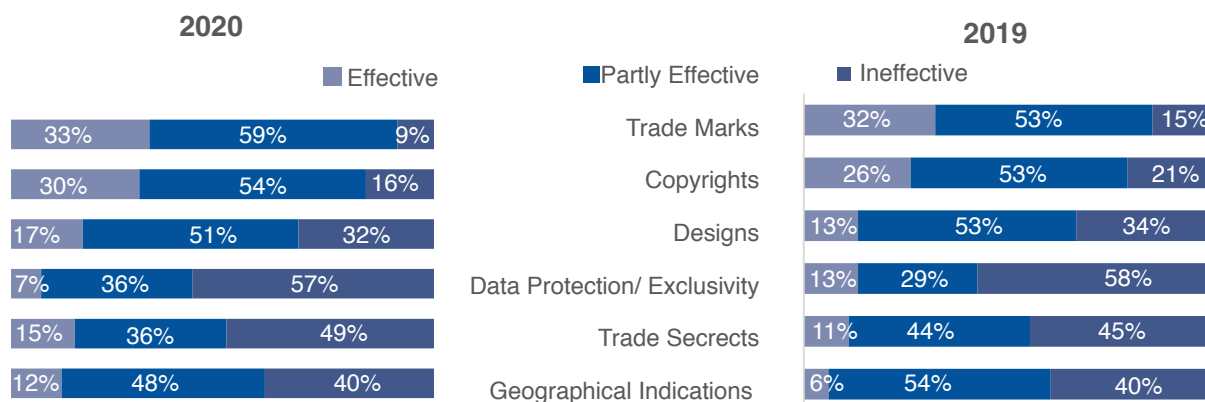 2020
2019
Effective
Partly Effective
Ineffective
33% 59% 9%
Trade Marks
32% 53% 15%
30% 54% 16%
Copyrights
26% 53% 21%
17% 51% 32%
Designs
13% 53% 34%
7% 36% 57%
Data Protection/ Exclusivity
13% 29% 58%
15% 36% 49%
Trade Secrects
11% 44% 45%
12% 48% 40%
Geographical Indications
6% 54% 40%